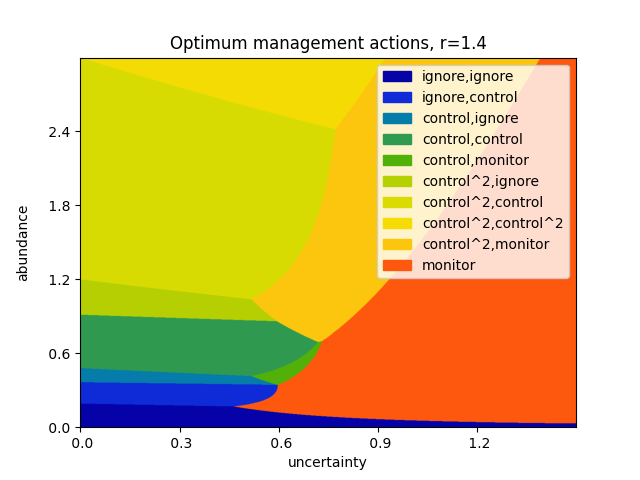 Optimum management actions, r=1.4
abundance
2.4
1.8
1.2
0.6
0.0
ignore,ignore
ignore,control
control,ignore
control,control
control,monitor
control^2,ignore
control^2,control
control^2,control^2
control^2,monitor
monitor
0.0 0.3 0.6 0.9 1.2
uncertainty